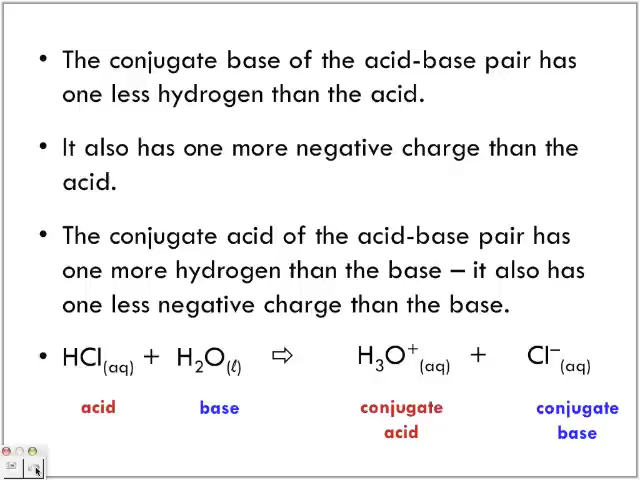 • The conjugate base of the acid-base pair has
one less hydrogen than the acid.
• It also has one more negative charge than the
acid.
• The conjugate acid of the acid-base pair has
one more hydrogen than the base – it also has
one less negative charge than the base.
• HCl(aq) + H₂O(ℓ) ⇨ H₃O⁺(aq) + Cl⁻(aq)
acid base conjugate acid conjugate base